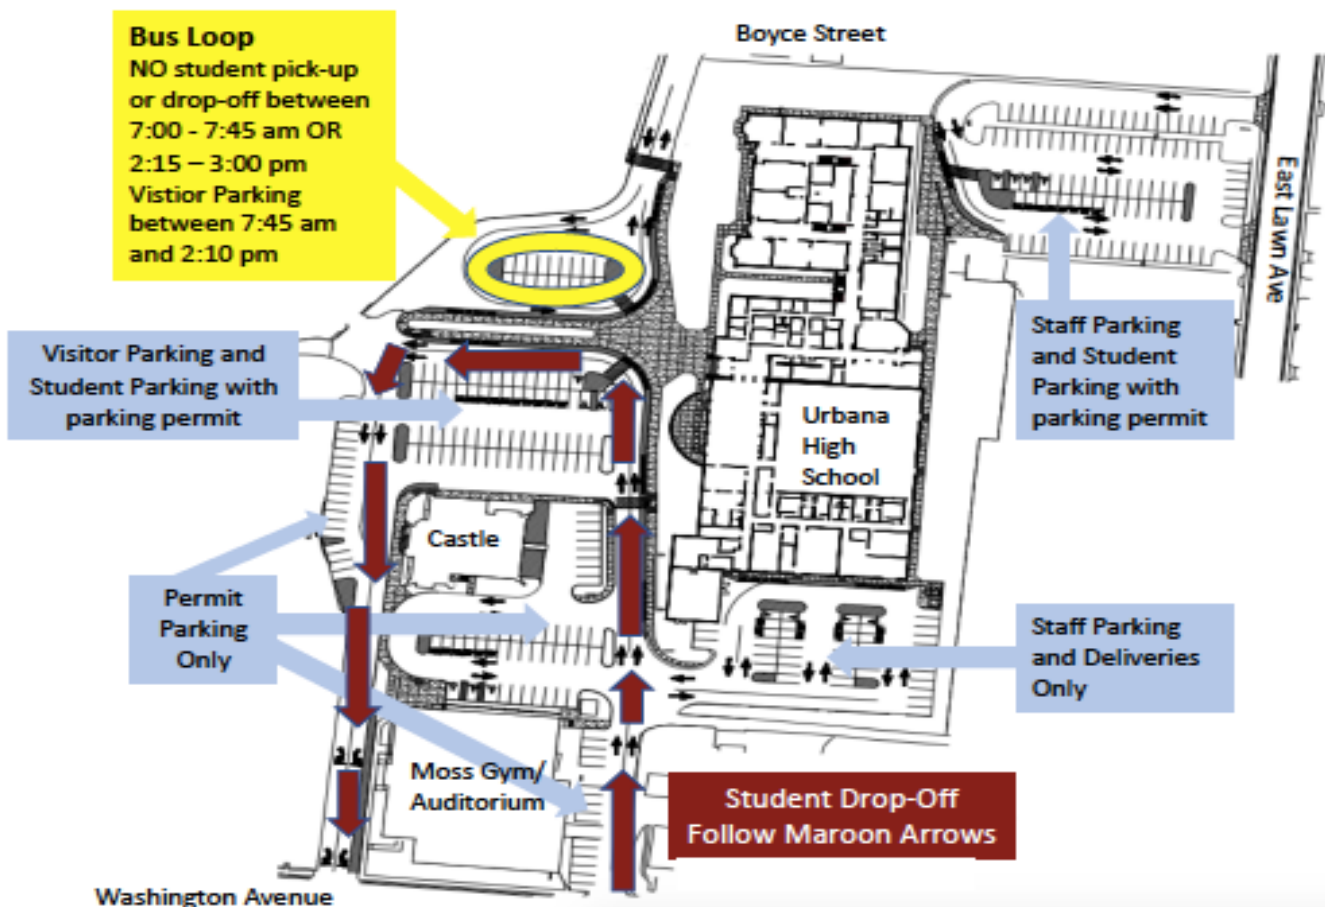 Bus Loop
NO student pick-up
or drop-off between
7:00 - 7:45 am OR
2:15 – 3:00 pm
Vistior Parking
between 7:45 am
and 2:10 pm
Boyce Street
East Lawn Ave
Visitor Parking and
Student Parking with
parking permit
Staff Parking
and Student
Parking with
parking permit
Urbana
High
School
Castle
Permit
Parking
Only
Staff Parking
and Deliveries
Only
Moss Gym/
Auditorium
Student Drop-Off
Follow Maroon Arrows
Washington Avenue